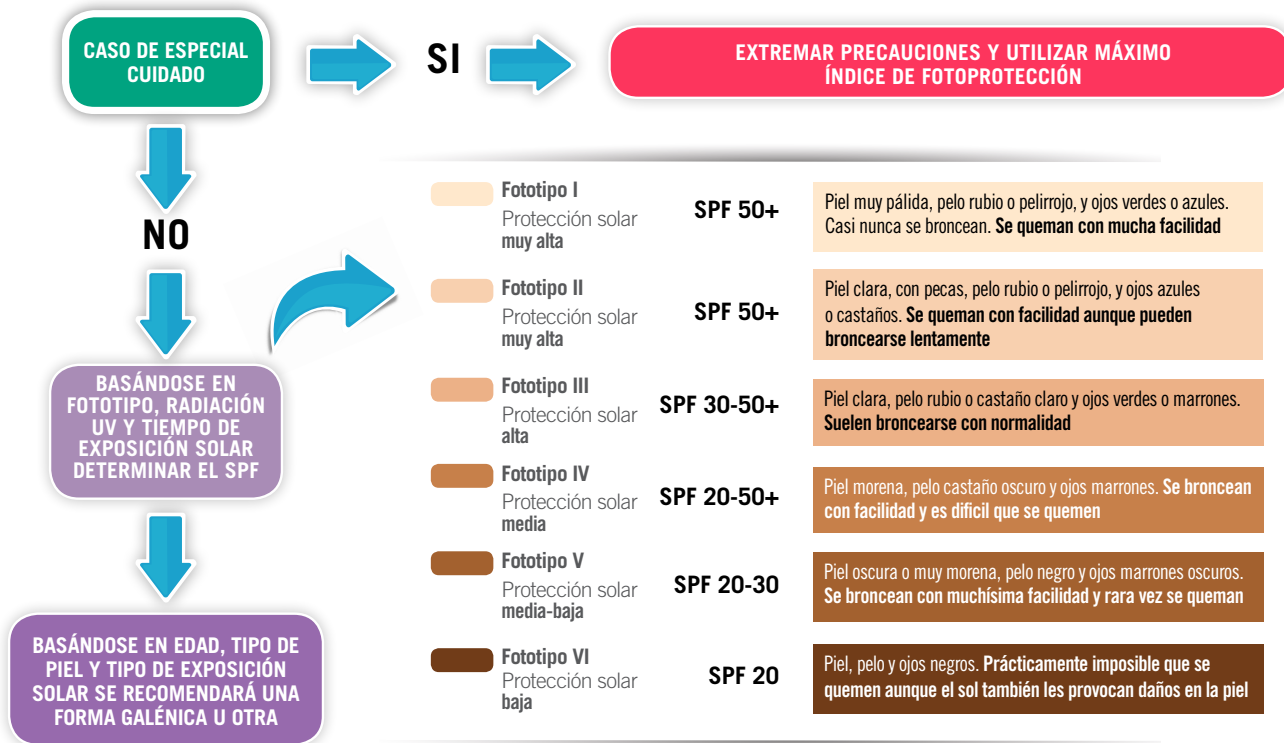 CASO DE ESPECIAL
CUIDADO
SI
EXTREMAR PRECAUCIONES Y UTILIZAR MÁXIMO
ÍNDICE DE FOTOPROTECCIÓN
NO
BASÁNDOSE EN
FOTOTIPO, RADIACIÓN
UV Y TIEMPO DE
EXPOSICIÓN SOLAR
DETERMINAR EL SPF
BASÁNDOSE EN EDAD, TIPO DE
PIEL Y TIPO DE EXPOSICIÓN
SOLAR SE RECOMENDARÁ UNA
FORMA GALÉNICA U OTRA
Fototipo I
Protección solar
muy alta
SPF 50+
Piel muy pálida, pelo rubio o pelirrojo, y ojos verdes o azules.
Casi nunca se broncean. Se queman con mucha facilidad
Fototipo II
Protección solar
muy alta
SPF 50+
Piel clara, con pecas, pelo rubio o pelirrojo, y ojos azules
o castaños. Se queman con facilidad aunque pueden
broncearse lentamente
Fototipo III
Protección solar
alta
SPF 30-50+
Piel clara, pelo rubio o castaño claro y ojos verdes o marrones.
Suelen broncearse con normalidad
Fototipo IV
Protección solar
media
SPF 20-50+
Piel morena, pelo castaño oscuro y ojos marrones. Se broncean
con facilidad y es dificil que se quemen
Fototipo V
Protección solar
media-baja
SPF 20-30
Piel oscura o muy morena, pelo negro y ojos marrones oscuros.
Se broncean con muchísima facilidad y rara vez se queman
Fototipo VI
Protección solar
baja
SPF 20
Piel, pelo y ojos negros. Prácticamente imposible que se
quemen aunque el sol también les provocan daños en la piel